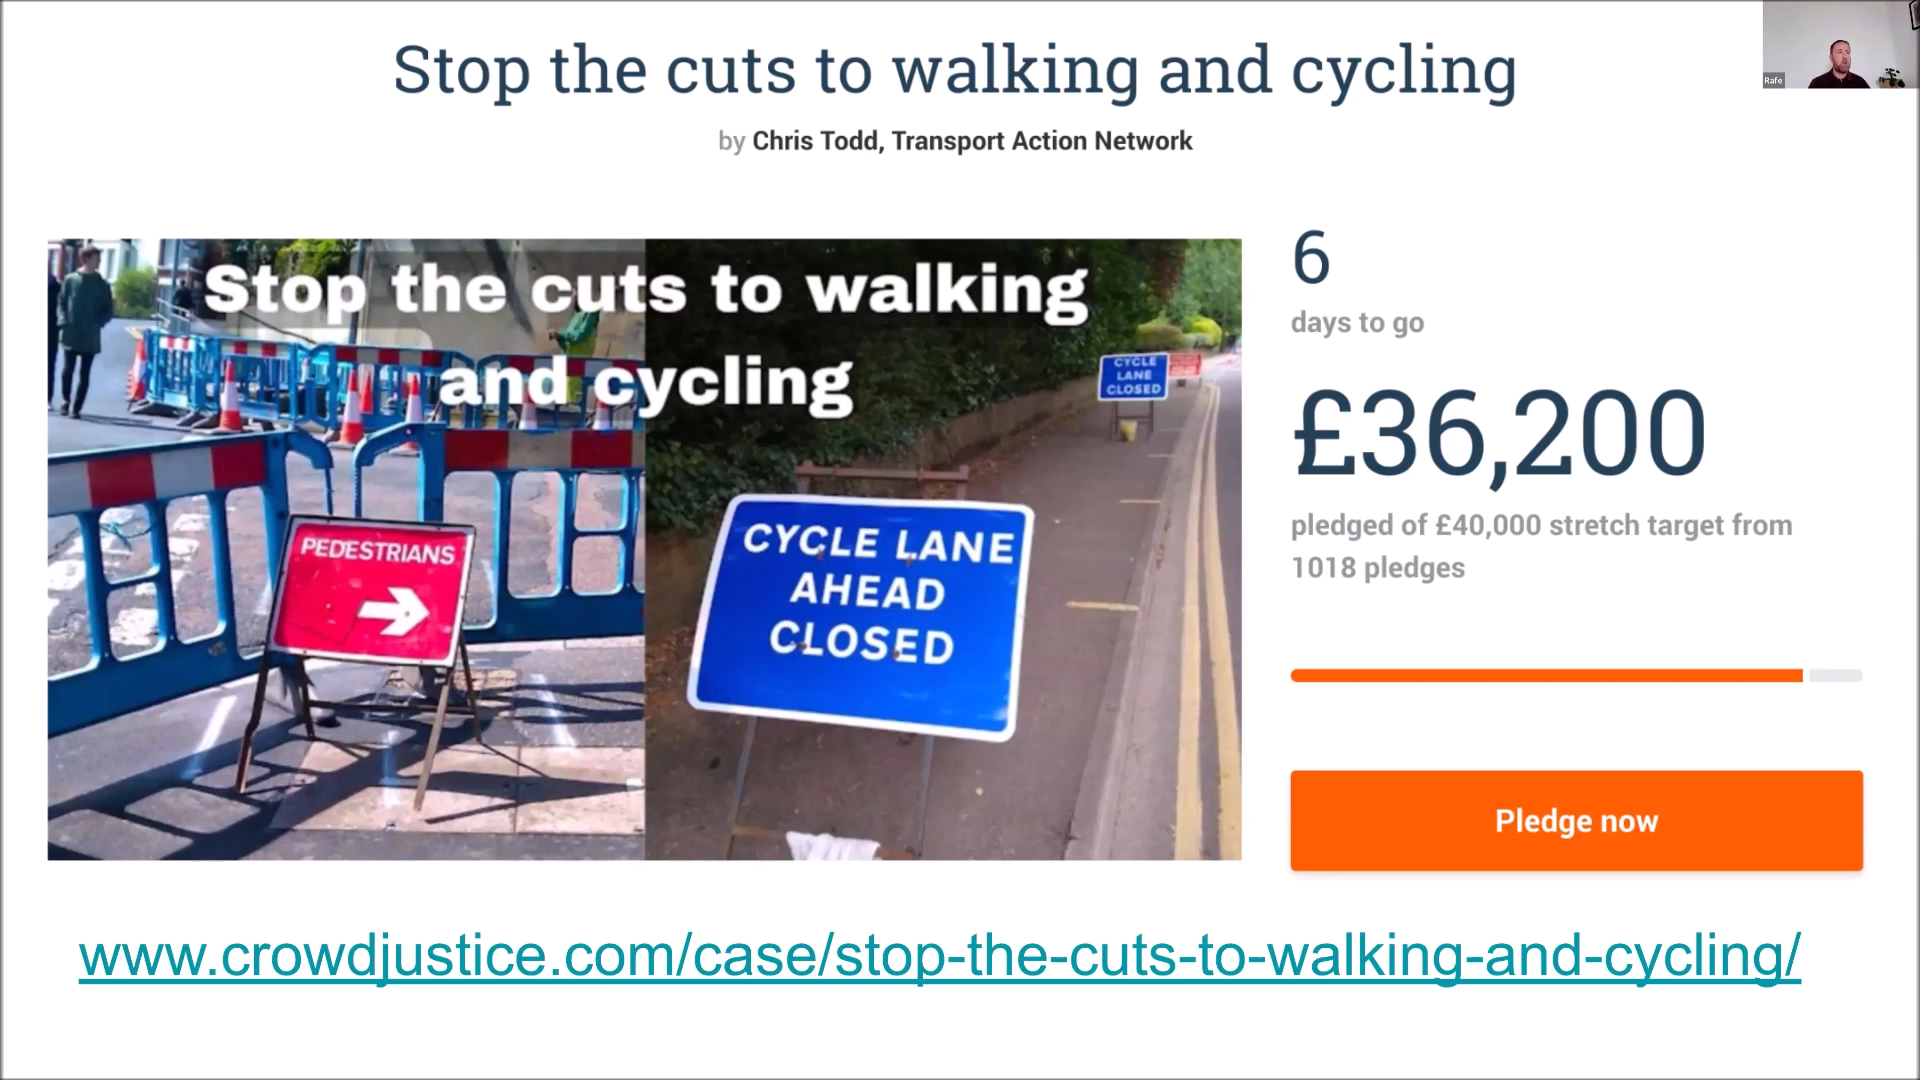 Stop the cuts to walking and cycling
Rafe
by Chris Todd, Transport Action Network
Stop the cuts to walking
and cycling
PEDESTRIANS
CYCLE LANE
AHEAD
CLOSED
CYCLE
LANE
CLOSED
6
days to go
£36,200
pledged of £40,000 stretch target from
1018 pledges
Pledge now
www.crowdjustice.com/case/stop-the-cuts-to-walking-and-cycling/